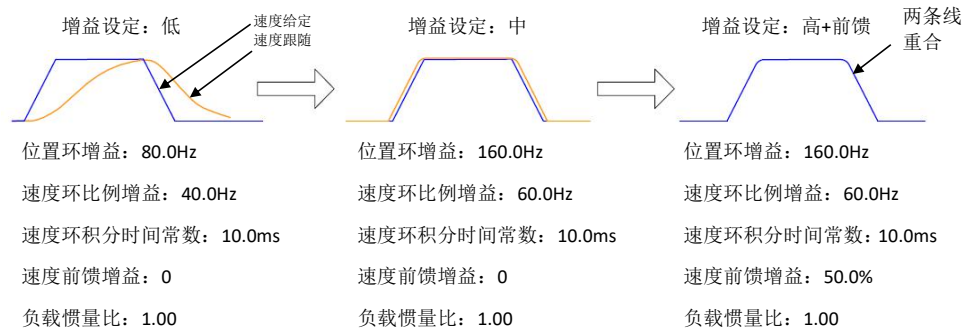 增益设定：低
速度给定
速度跟随
增益设定：中
增益设定：高+前馈
两条线
重合
位置环增益：80.0Hz
速度环比例增益：40.0Hz
速度环积分时间常数：10.0ms
速度前馈增益：0
负载惯量比：1.00
位置环增益：160.0Hz
速度环比例增益：60.0Hz
速度环积分时间常数：10.0ms
速度前馈增益：0
负载惯量比：1.00
位置环增益：160.0Hz
速度环比例增益：60.0Hz
速度环积分时间常数：10.0ms
速度前馈增益：50.0%
负载惯量比：1.00